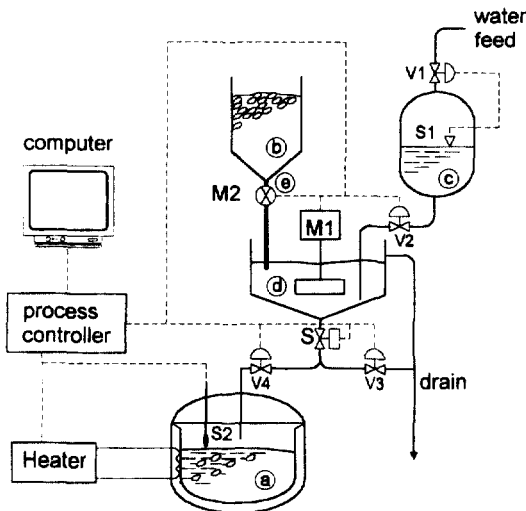 water
feed
V1
S1
computer
b
c
e
M2
M1
V2
d
process
controller
S
V4
V3
drain
S2
Heater
a